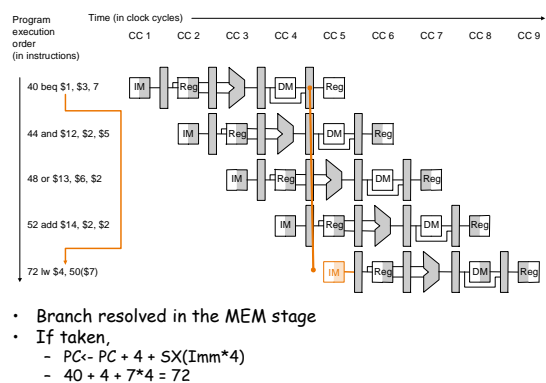 Program
execution
order
(in instructions)
Time (in clock cycles)
CC 1 CC 2 CC 3 CC 4 CC 5 CC 6 CC 7 CC 8 CC 9
40 beq $1, $3, 7 IM Reg DM Reg
44 and $12, $2, $5 IM Reg DM Reg
48 or $13, $6, $2 IM Reg DM Reg
52 add $14, $2, $2 IM Reg DM Reg
72 lw $4, 50($7) IM Reg DM Reg
• Branch resolved in the MEM stage
• If taken,
– PC<- PC + 4 + SX(Imm*4)
– 40 + 4 + 7*4 = 72